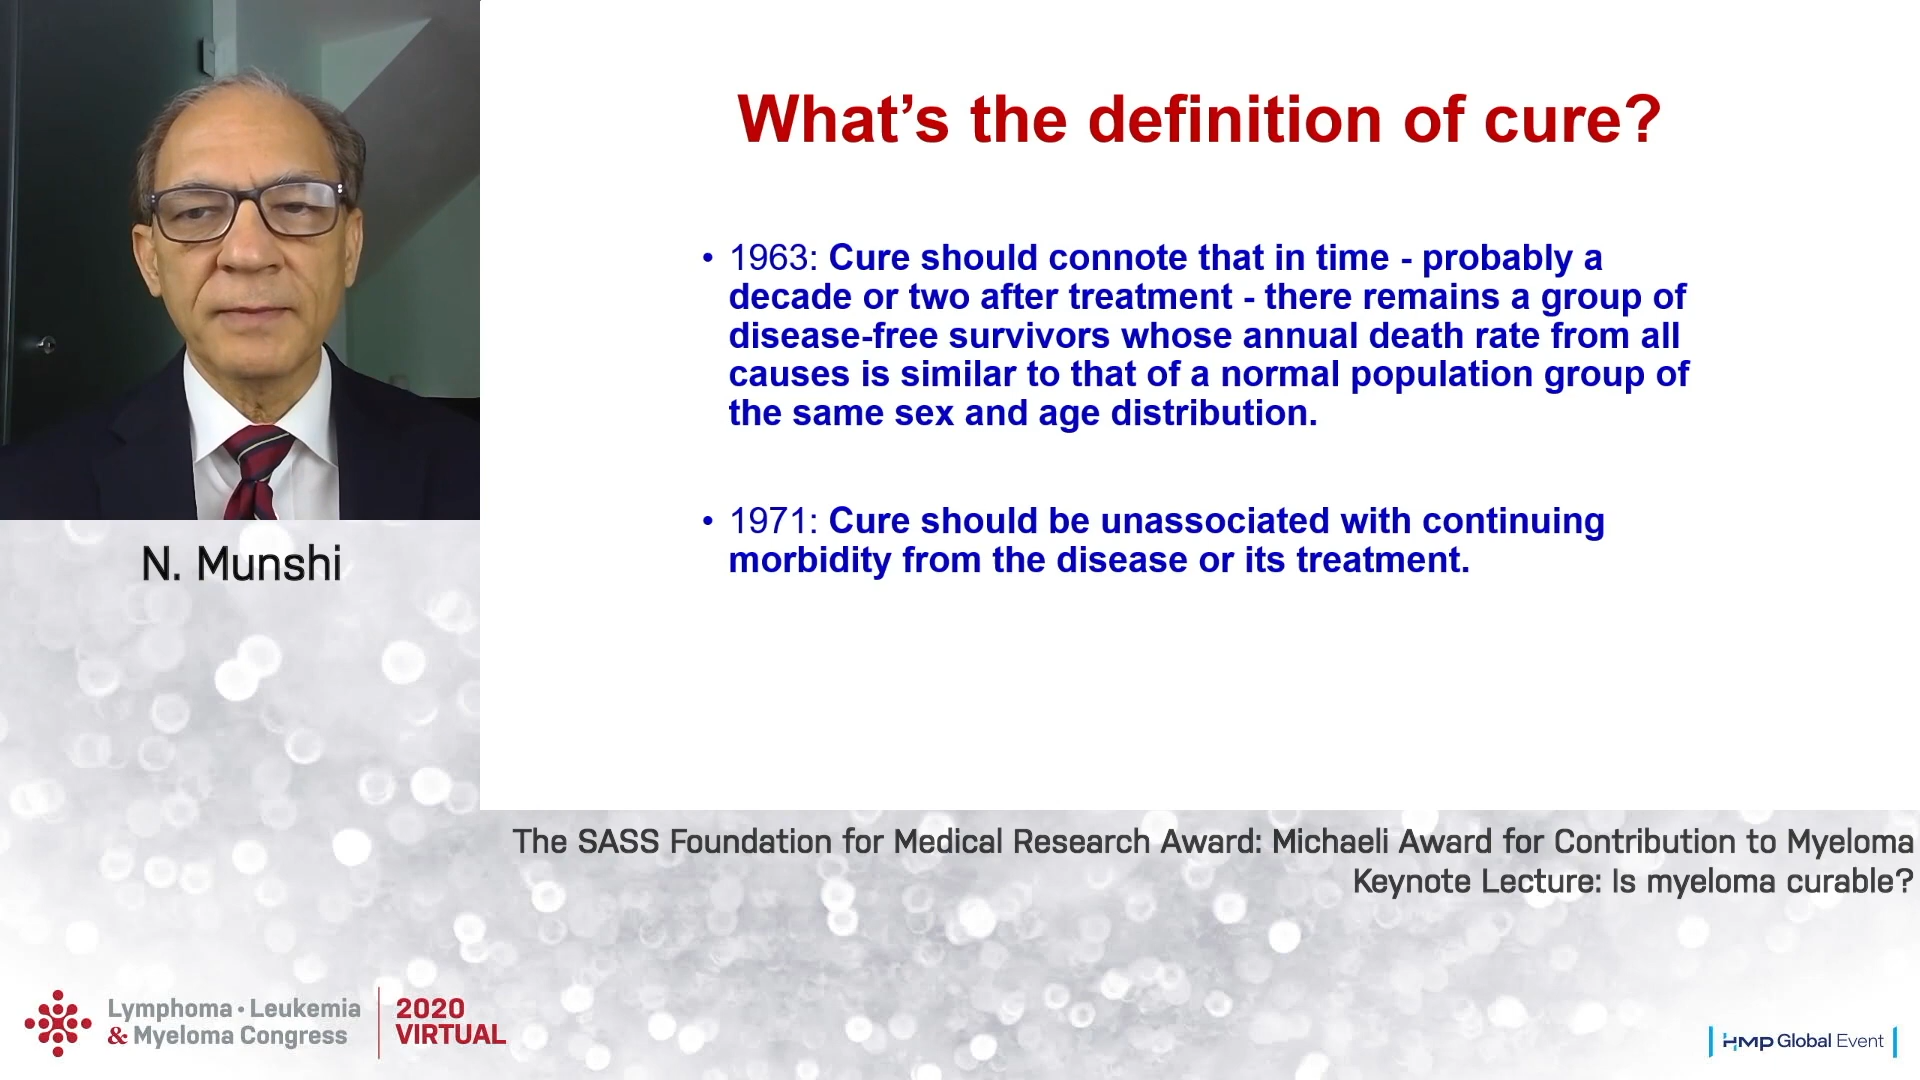 What’s the definition of cure?
• 1963: Cure should connote that in time - probably a
decade or two after treatment - there remains a group of
disease-free survivors whose annual death rate from all
causes is similar to that of a normal population group of
the same sex and age distribution.
• 1971: Cure should be unassociated with continuing
morbidity from the disease or its treatment.
N. Munshi
The SASS Foundation for Medical Research Award: Michaeli Award for Contribution to Myeloma
Keynote Lecture: Is myeloma curable?
Lymphoma • Leukemia
& Myeloma Congress
2020
VIRTUAL
HMP Global Event